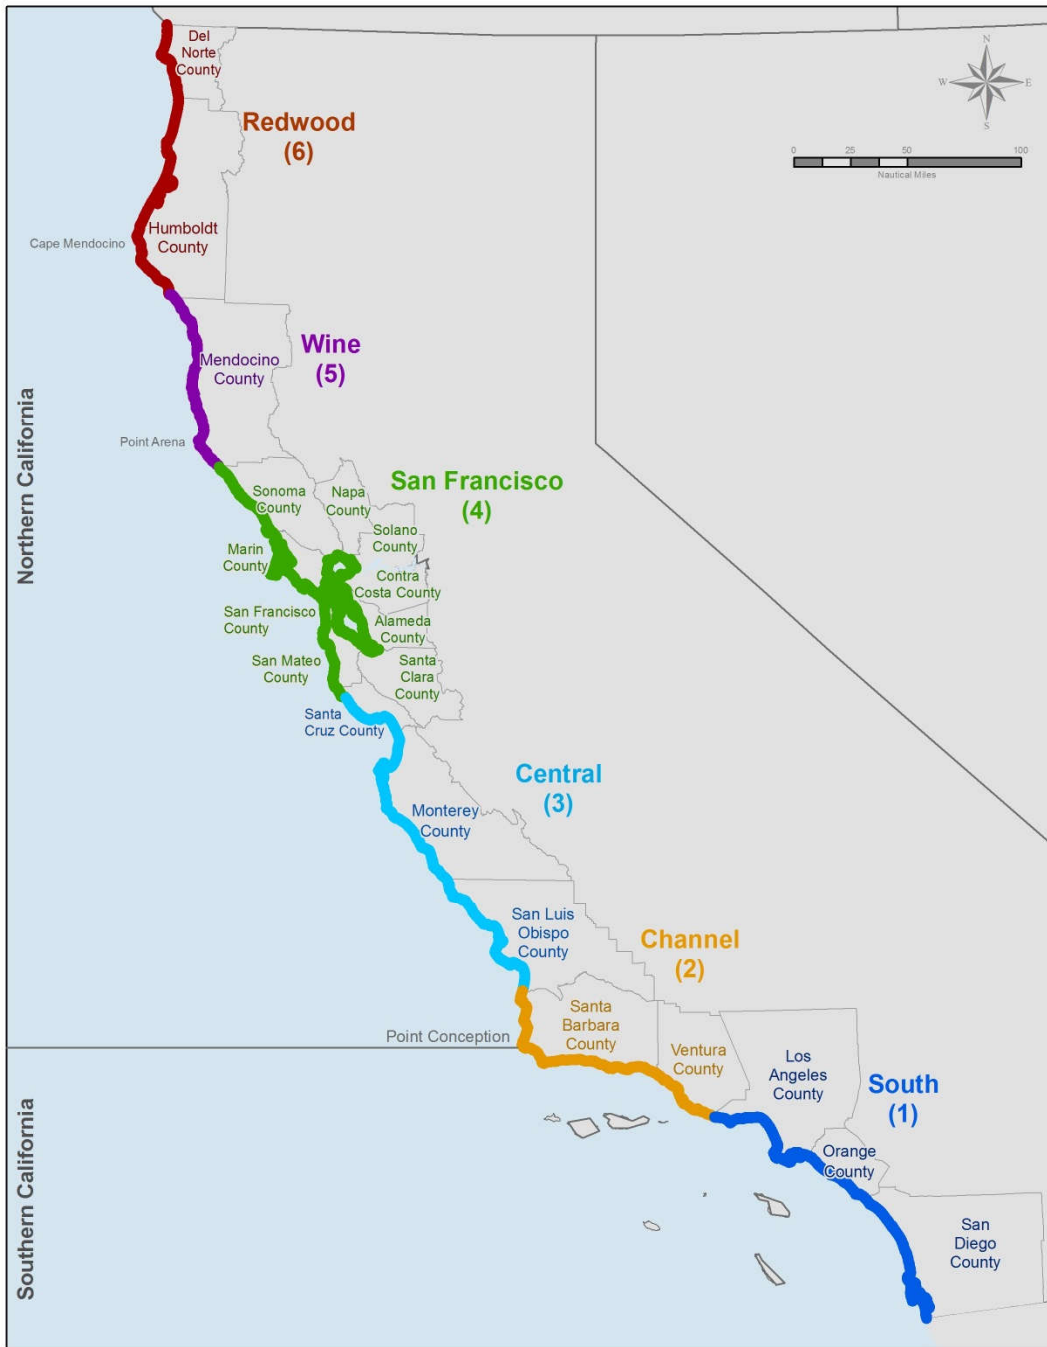 Del
Norte
County
N
W
E
S
Redwood
(6)
0
25
50
100
Nautical Miles
Humboldt
County
Cape Mendocino
Wine
(5)
Mendocino
County
Northern California
Point Arena
San Francisco
(4)
Sonoma
County
Napa
County
Solano
County
Marin
County
Contra
Costa County
San Francisco
County
Alameda
County
San Mateo
County
Santa
Clara
County
Santa
Cruz County
Central
(3)
Monterey
County
San Luis
Obispo
County
Channel
(2)
Santa
Barbara
County
Point Conception
Ventura
County
Los
Angeles
County
South
(1)
Southern California
Orange
County
San
Diego
County